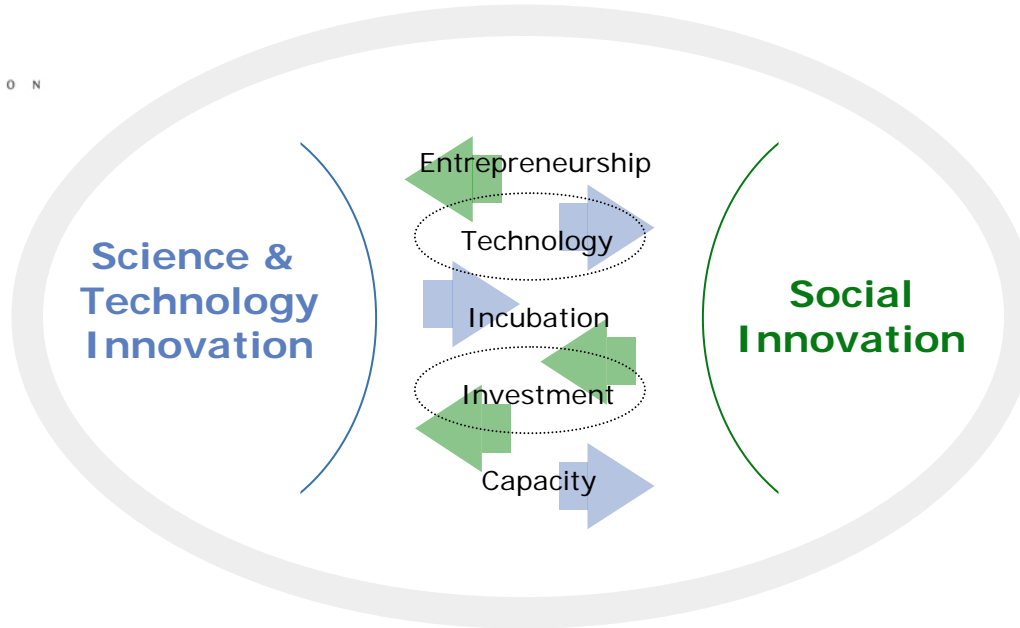 O N
Entrepreneurship
Technology
Science &
Technology
Innovation
Incubation
Social
Innovation
Investment
Capacity